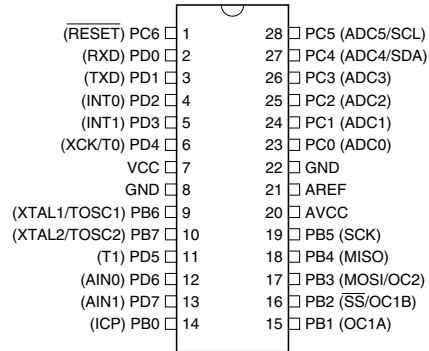 (RESET) PC6 1 28 PC5 (ADC5/SCL)
(RXD) PD0 2 27 PC4 (ADC4/SDA)
(TXD) PD1 3 26 PC3 (ADC3)
(INT0) PD2 4 25 PC2 (ADC2)
(INT1) PD3 5 24 PC1 (ADC1)
(XCK/T0) PD4 6 23 PC0 (ADC0)
VCC 7 22 GND
GND 8 21 AREF
(XTAL1/TOSC1) PB6 9 20 AVCC
(XTAL2/TOSC2) PB7 10 19 PB5 (SCK)
(T1) PD5 11 18 PB4 (MISO)
(AIN0) PD6 12 17 PB3 (MOSI/OC2)
(AIN1) PD7 13 16 PB2 (SS/OC1B)
(ICP) PB0 14 15 PB1 (OC1A)